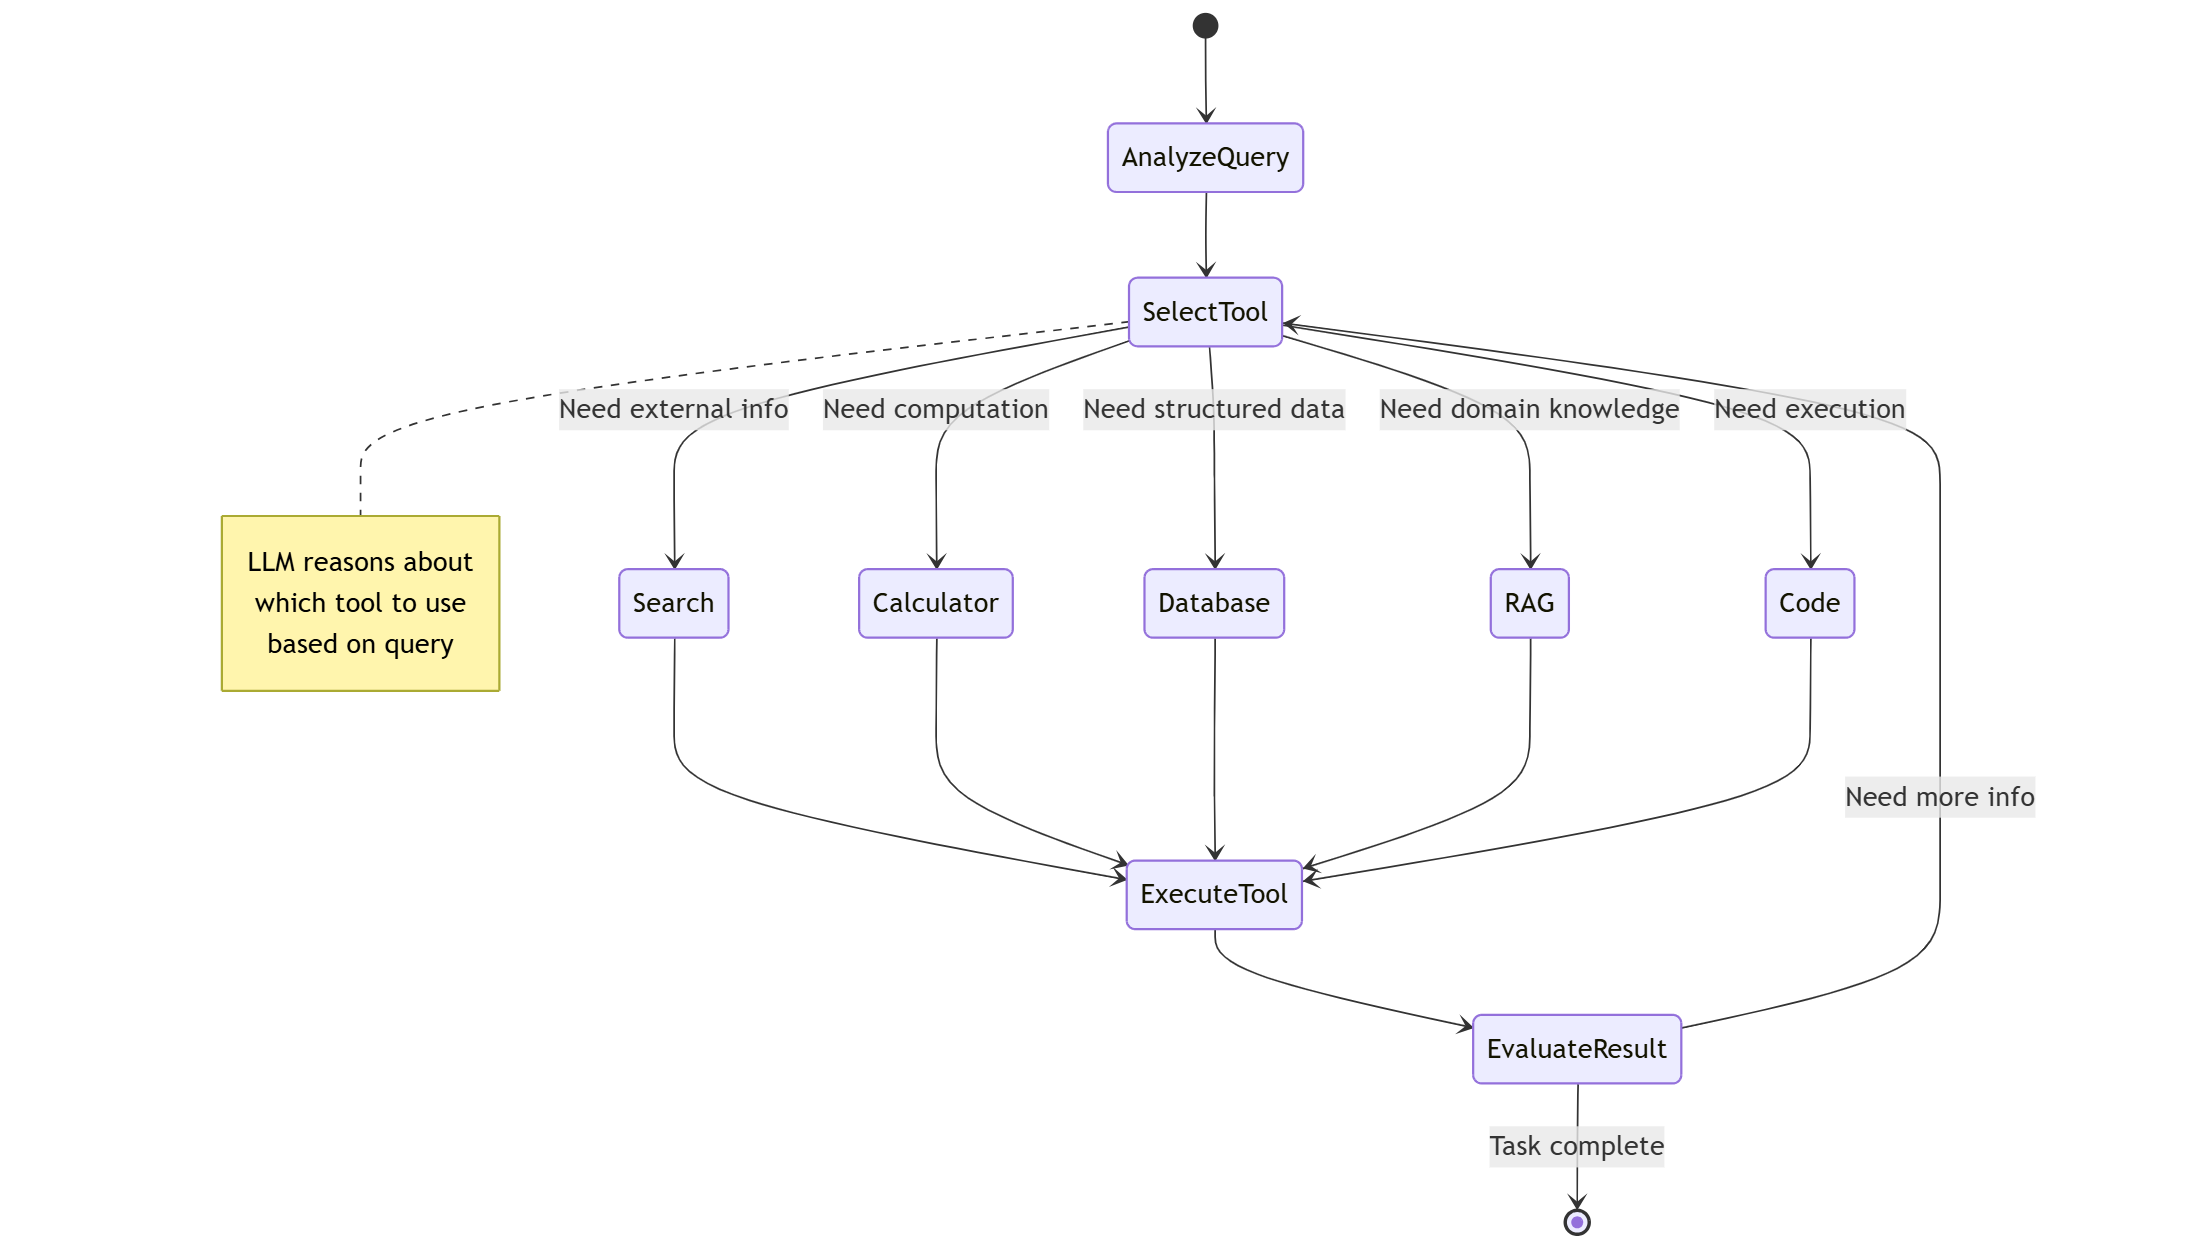 AnalyzeQuery
SelectTool
Need external info
Need computation
Need structured data
Need domain knowledge
Need execution
LLM reasons about
which tool to use
based on query
Search
Calculator
Database
RAG
Code
Need more info
ExecuteTool
EvaluateResult
Task complete